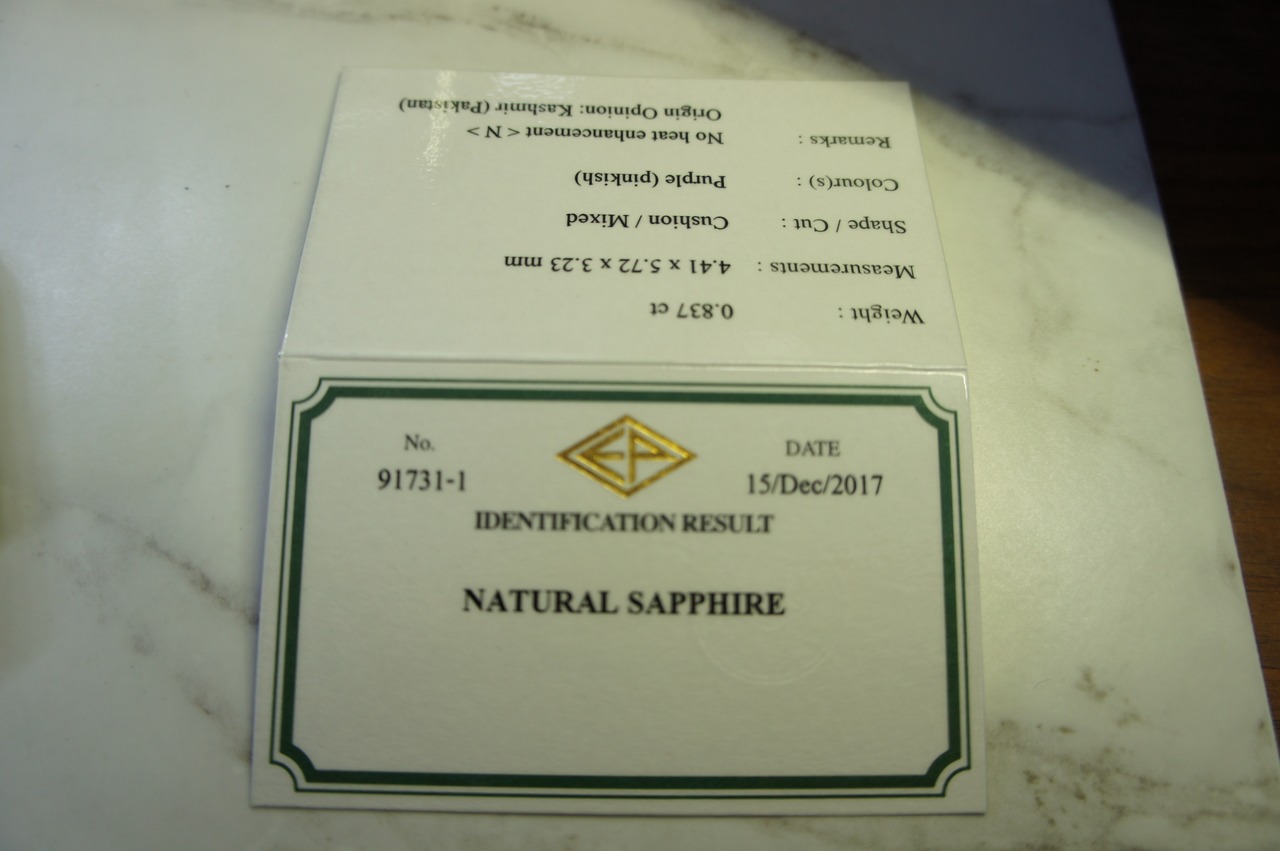 Weight : 0.837 ct
Measurements : 4.41 x 5.72 x 3.23 mm
Shape / Cut : Cushion / Mixed
Colour(s) : Purple (pinkish)
Remarks : No heat enhancement < N >
Origin Opinion: Kashmir (Pakistan)
No. EP DATE
91731-1 15/Dec/2017
IDENTIFICATION RESULT
NATURAL SAPPHIRE